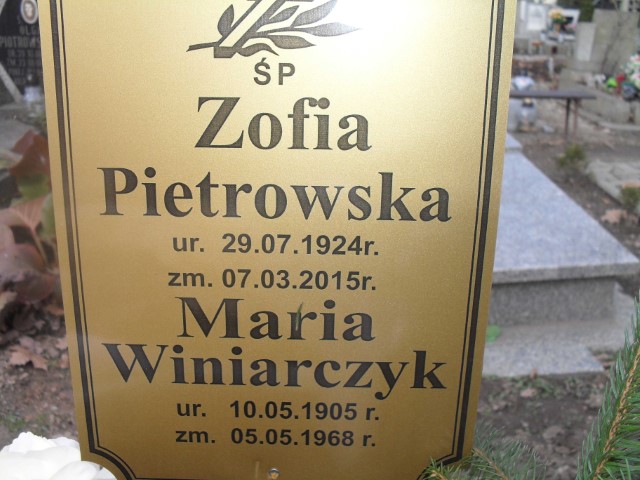 ŚP
Zofia
Pietrowska
ur. 29.07.1924r.
zm. 07.03.2015r.
Maria
Winiarczyk
ur. 10.05.1905 r.
zm. 05.05.1968 r.